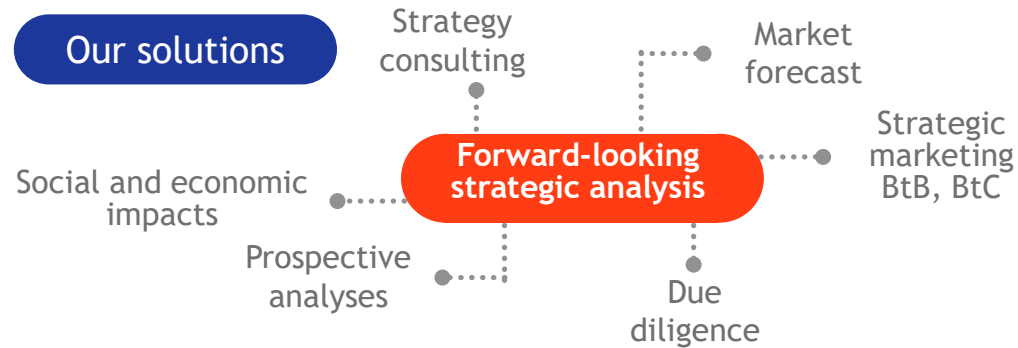 Our solutions
Strategy
consulting
Market
forecast
Forward-looking
strategic analysis
Strategic
marketing
BtB, BtC
Social and economic
impacts
Prospective
analyses
Due
diligence